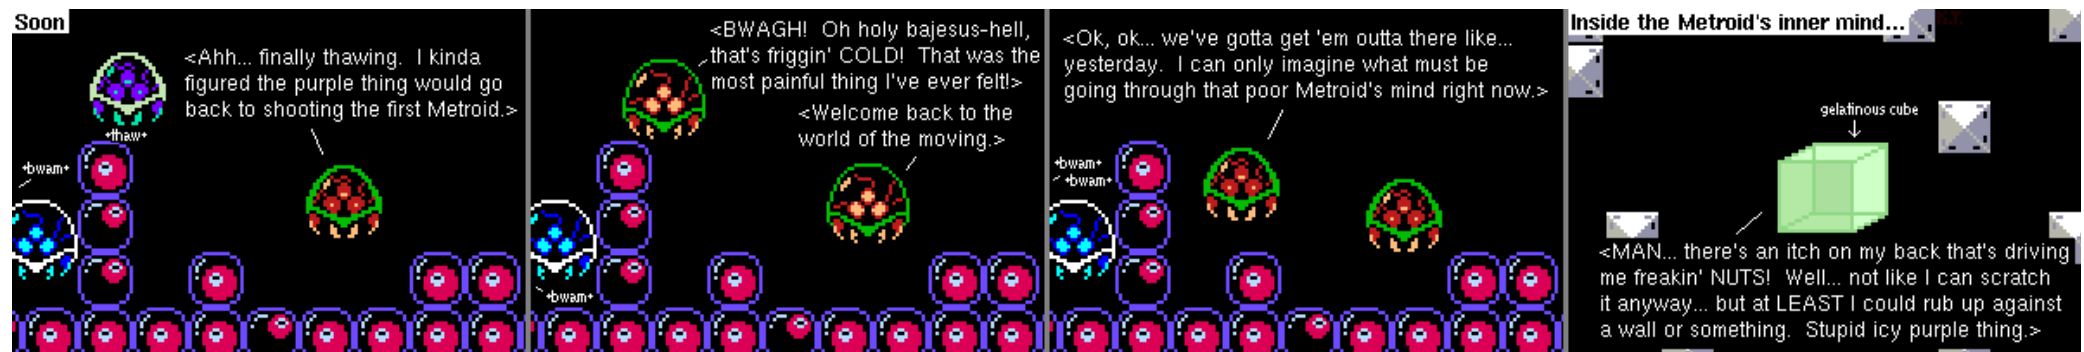 Soon
<Ahh... finally thawing.  I kinda
figured the purple thing would go
back to shooting the first Metroid.>
*thaw*
*bwam*
<BWAGH!  Oh holy bajesus-hell,
that's friggin' COLD!  That was the
most painful thing I've ever felt!>
<Welcome back to the
world of the moving.>
*bwam*
<Ok, ok... we've gotta get 'em outta there like...
yesterday.  I can only imagine what must be
going through that poor Metroid's mind right now.>
*bwam*
*bwam*
Inside the Metroid's inner mind...
gelatinous cube
<MAN... there's an itch on my back that's driving
me freakin' NUTS!  Well... not like I can scratch
it anyway... but at LEAST I could rub up against
a wall or something.  Stupid icy purple thing.>